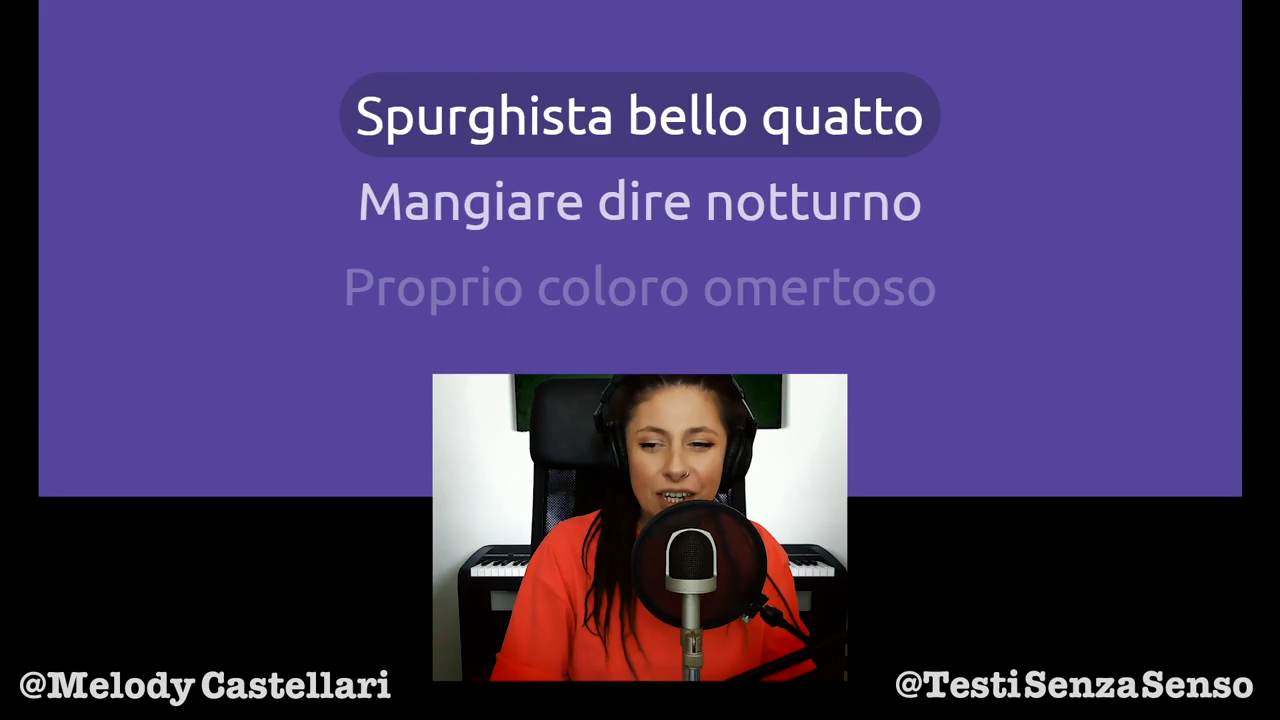 Spurghista bello quatto
Mangiare dire notturno
Proprio coloro omertoso
@Melody Castellari
@TestiSenzaSenso